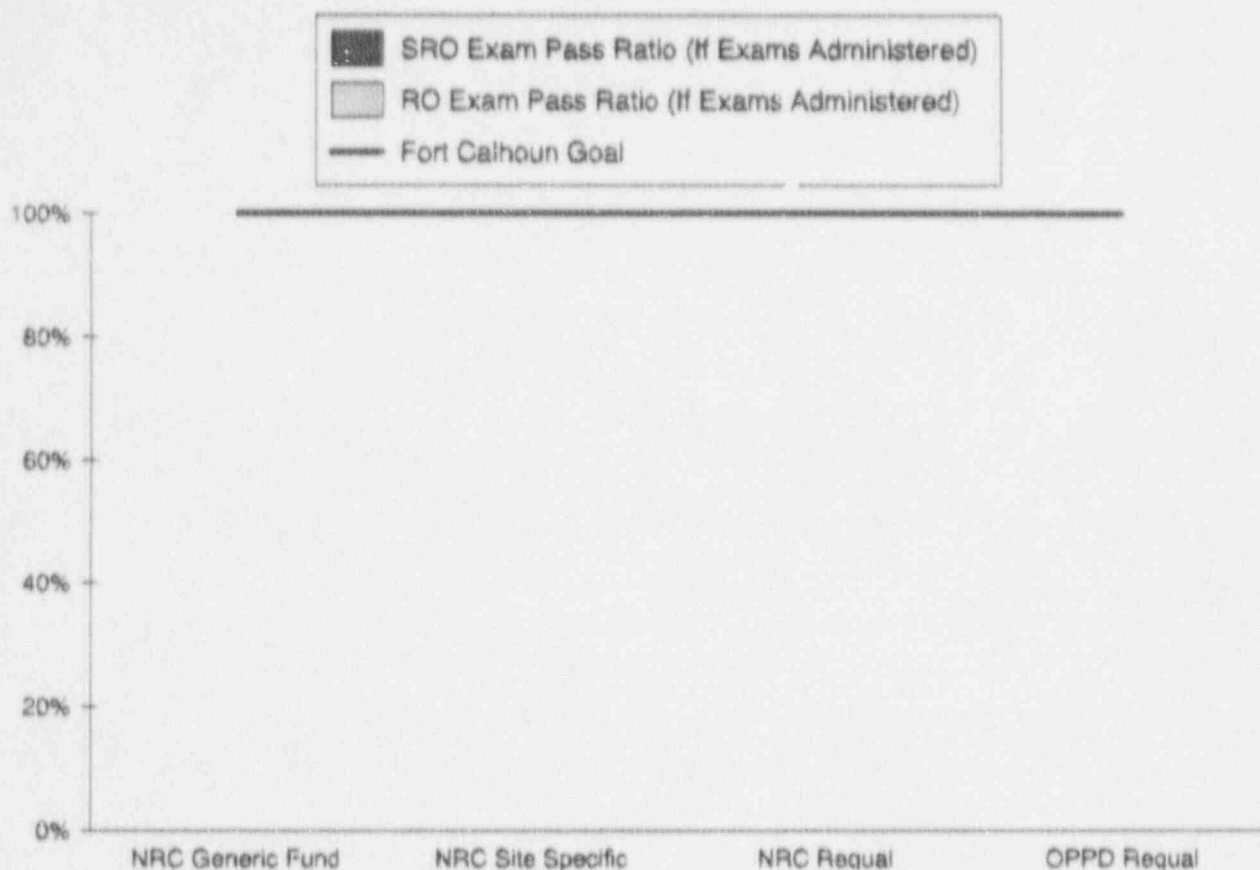 SRO Exam Pass Ratio (If Exams Administered)
RO Exam Pass Ratio (If Exams Administered)
Fort Calhoun Goal
100%
80%
60%
40%
20%
0%
NRC Generic Fund NRC Site Specific NRC Requal OPPD Requal